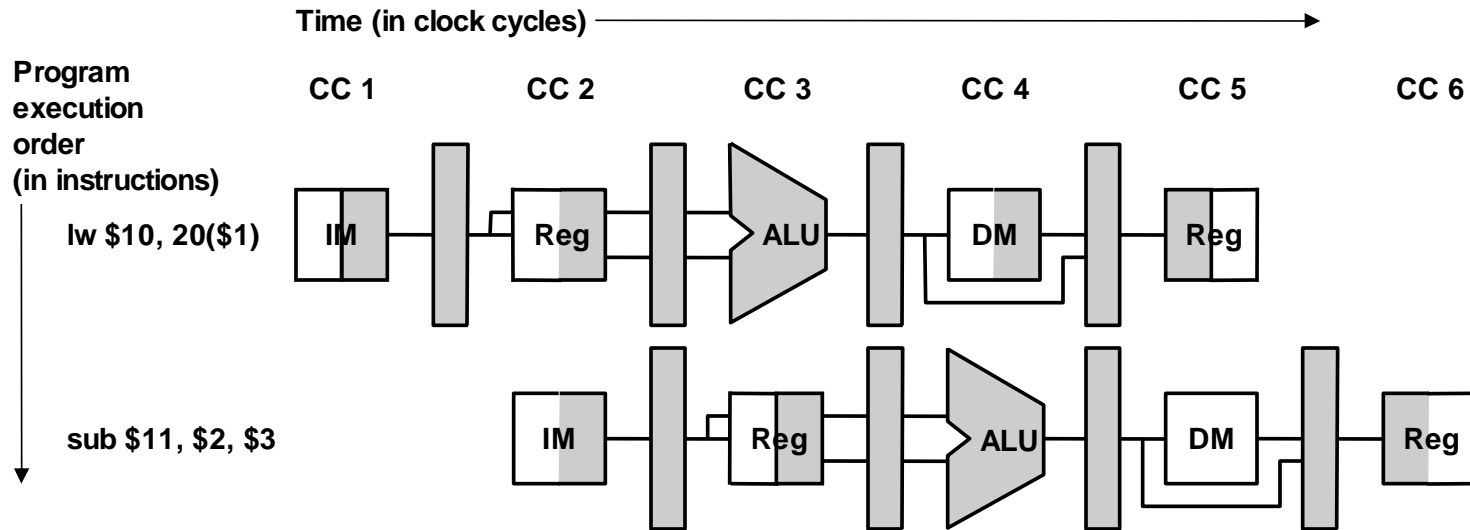 Time (in clock cycles)
Program
execution
order
(in instructions)
CC 1 CC 2 CC 3 CC 4 CC 5 CC 6
lw $10, 20($1)
IM Reg ALU DM Reg
sub $11, $2, $3
IM Reg ALU DM Reg